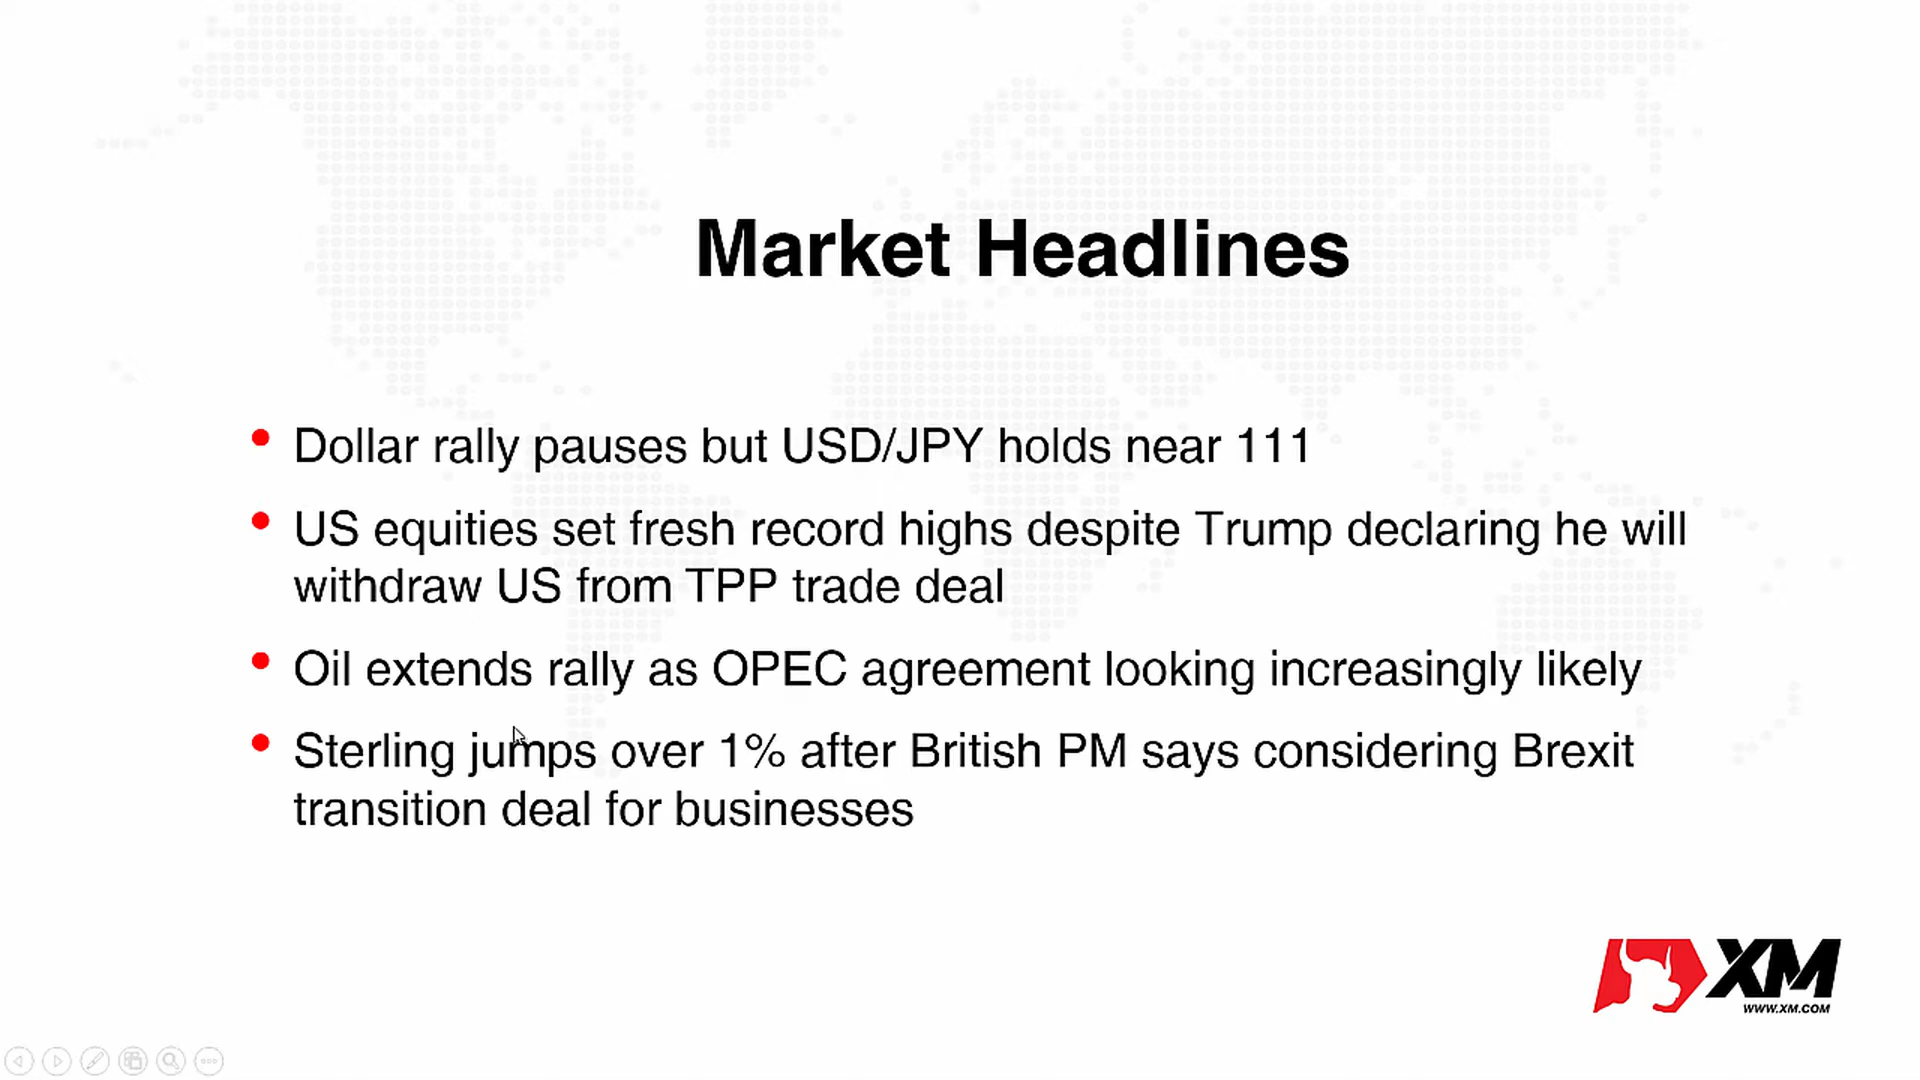 Market Headlines
Dollar rally pauses but USD/JPY holds near 111
US equities set fresh record highs despite Trump declaring he will
withdraw US from TPP trade deal
Oil extends rally as OPEC agreement looking increasingly likely
Sterling jumps over 1% after British PM says considering Brexit
transition deal for businesses
XM
WWW.XM.COM